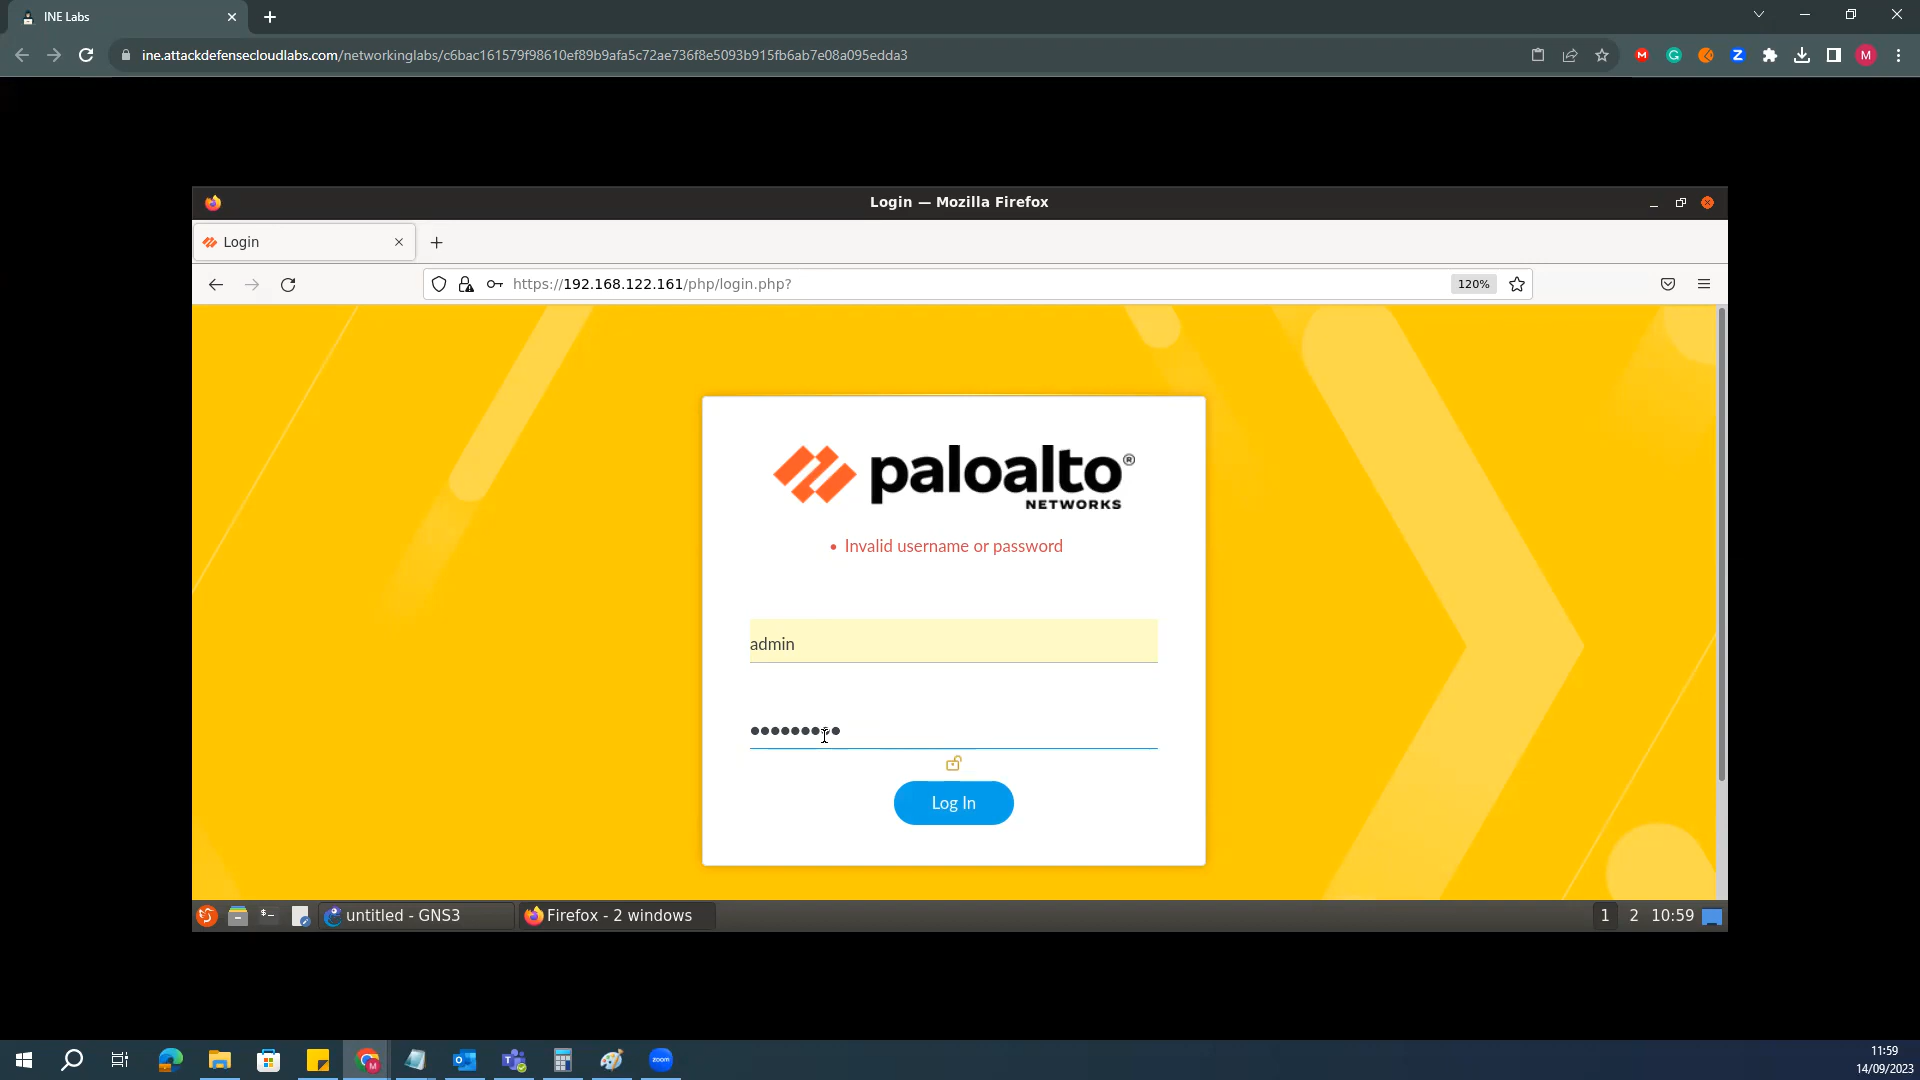 INE Labs
ine.attackdefensecloudlabs.com/networkinglabs/c6bac161579f98610ef89b9afa5c72ae736f8e5093b915fb6ab7e08a095edda3
M
Login — Mozilla Firefox
Login
https://192.168.122.161/php/login.php?
120%
paloalto®
NETWORKS
• Invalid username or password
admin
Log In
untitled - GNS3
Firefox - 2 windows
1 2 10:59
zoom
11:59
14/09/2023